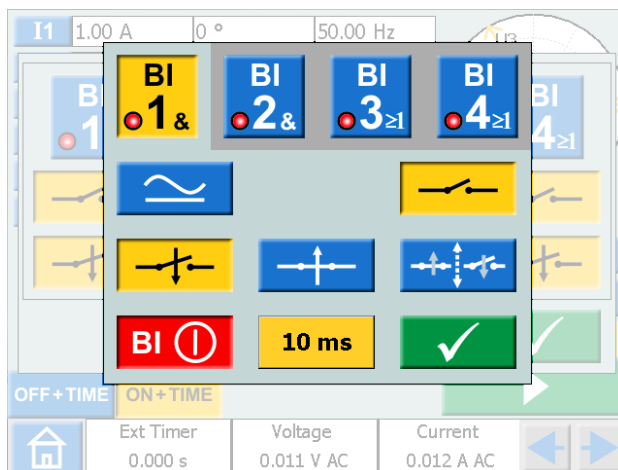 I1 1.00 A 0 ° 50.00 Hz
U3
BI 1 & BI 2 & BI 3 ≥1 BI 4 ≥1
BI 1 BI 4 ≥1
BI 10 ms
OFF+TIME ON+TIME
Ext Timer Voltage Current
0.000 s 0.011 V AC 0.012 A AC